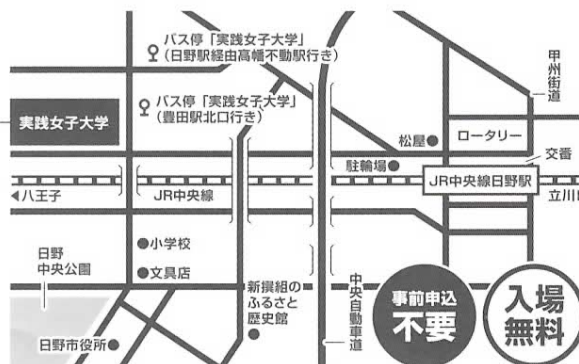 バス停「実践女子大学」
(日野駅経由高幡不動駅行き)
バス停「実践女子大学」
(豊田駅北口行き)
甲州街道
実践女子大学
松屋
ロータリー
交番
駐輪場
◀八王子
JR中央線
JR中央線日野駅
立川
日野
中央公園
小学校
文具店
新撰組の
ふるさと
歴史館
中央自動車道
日野市役所
事前申込
不要
入場
無料